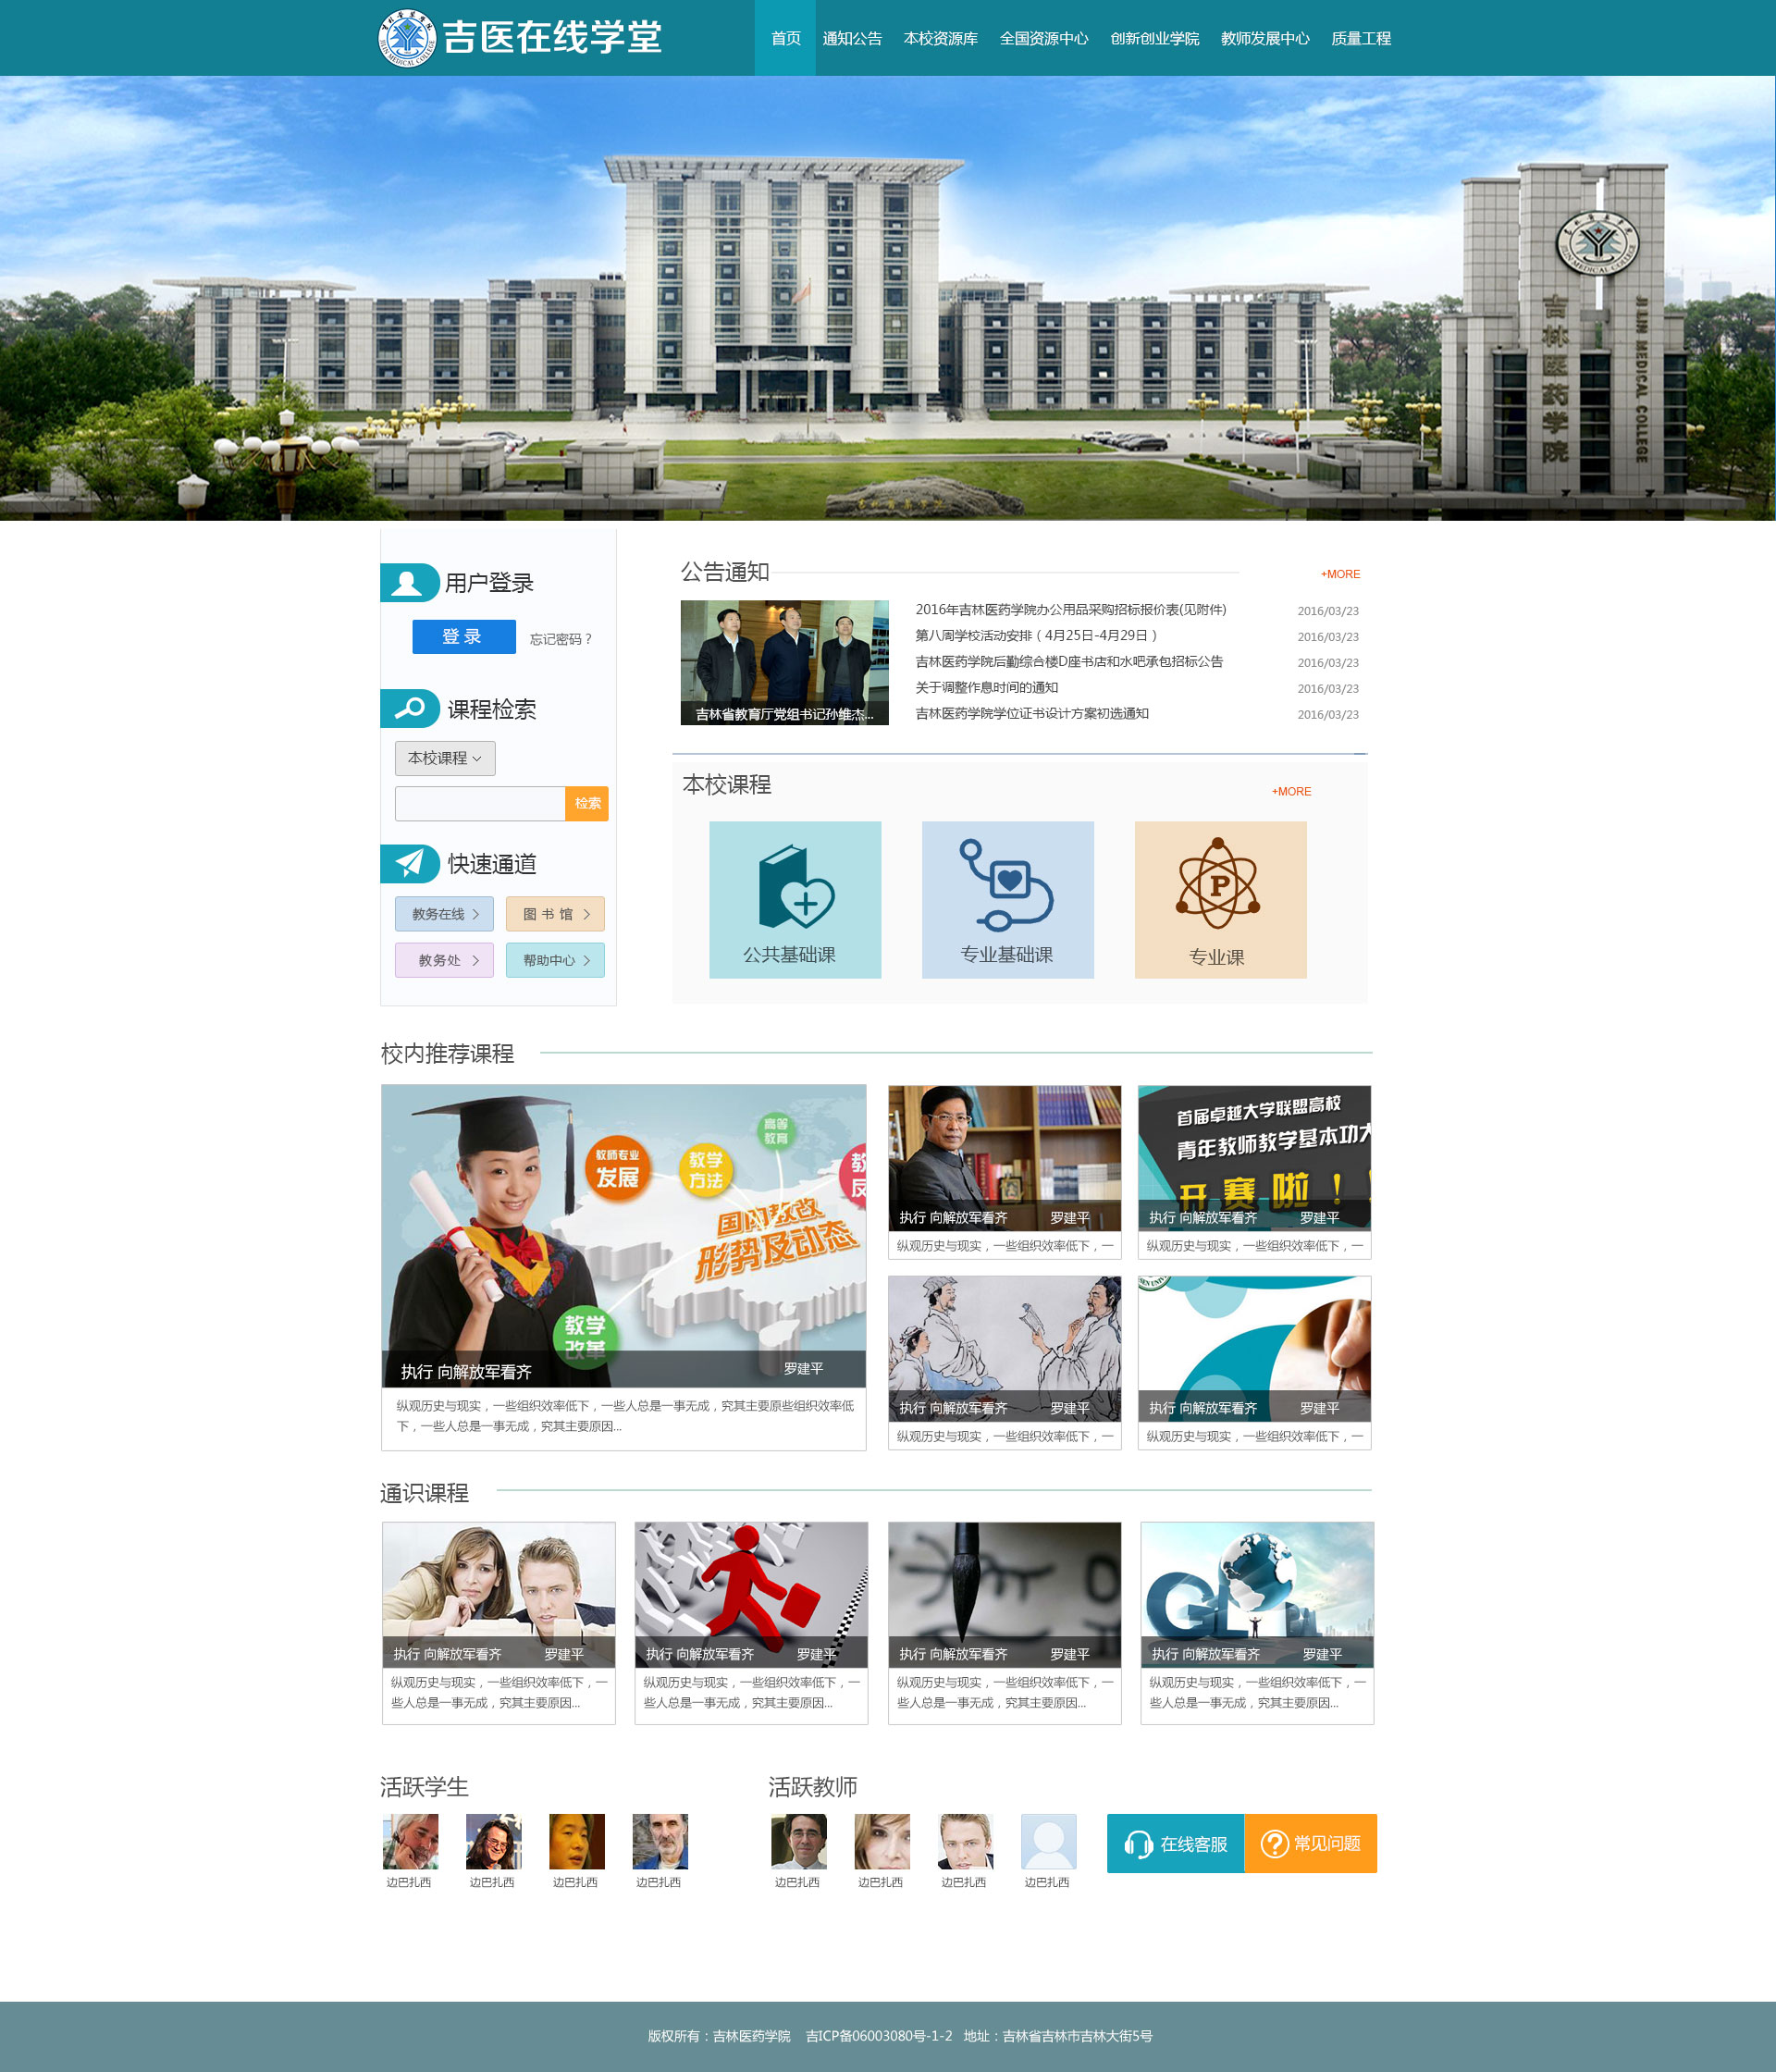 吉医在线学堂
首页 通知公告 本校资源库 全国资源中心 创新创业学院 教师发展中心 质量工程
JILIN MEDICAL COLLEGE
吉林医药学院
JILIN MEDICAL COLLEGE
用户登录
登 录 忘记密码？
课程检索
本校课程
检索
快速通道
教务在线 图 书 馆
教务处 帮助中心
公告通知 +MORE
吉林省教育厅党组书记孙维杰...
2016年吉林医药学院办公用品采购招标报价表(见附件) 2016/03/23
第八周学校活动安排（4月25日-4月29日） 2016/03/23
吉林医药学院后勤综合楼D座书店和水吧承包招标公告 2016/03/23
关于调整作息时间的通知 2016/03/23
吉林医药学院学位证书设计方案初选通知 2016/03/23
本校课程 +MORE
公共基础课 专业基础课 P 专业课
校内推荐课程
教师专业
发展
教学
方法
高等
教育
国内教改
形势及动态
教学
改革
执行 向解放军看齐 罗建平
纵观历史与现实，一些组织效率低下，一些人总是一事无成，究其主要原些组织效率低
下，一些人总是一事无成，究其主要原因...
执行 向解放军看齐 罗建平
纵观历史与现实，一些组织效率低下，一
首届卓越大学联盟高校
青年教师教学基本功大
开赛啦！！
执行 向解放军看齐 罗建平
纵观历史与现实，一些组织效率低下，一
执行 向解放军看齐 罗建平
纵观历史与现实，一些组织效率低下，一
执行 向解放军看齐 罗建平
纵观历史与现实，一些组织效率低下，一
通识课程
执行 向解放军看齐 罗建平
纵观历史与现实，一些组织效率低下，一
些人总是一事无成，究其主要原因...
执行 向解放军看齐 罗建平
纵观历史与现实，一些组织效率低下，一
些人总是一事无成，究其主要原因...
执行 向解放军看齐 罗建平
纵观历史与现实，一些组织效率低下，一
些人总是一事无成，究其主要原因...
执行 向解放军看齐 罗建平
纵观历史与现实，一些组织效率低下，一
些人总是一事无成，究其主要原因...
活跃学生
边巴扎西 边巴扎西 边巴扎西 边巴扎西
活跃教师
边巴扎西 边巴扎西 边巴扎西 边巴扎西
在线客服 常见问题
版权所有：吉林医药学院 吉ICP备06003080号-1-2 地址：吉林省吉林市吉林大街5号